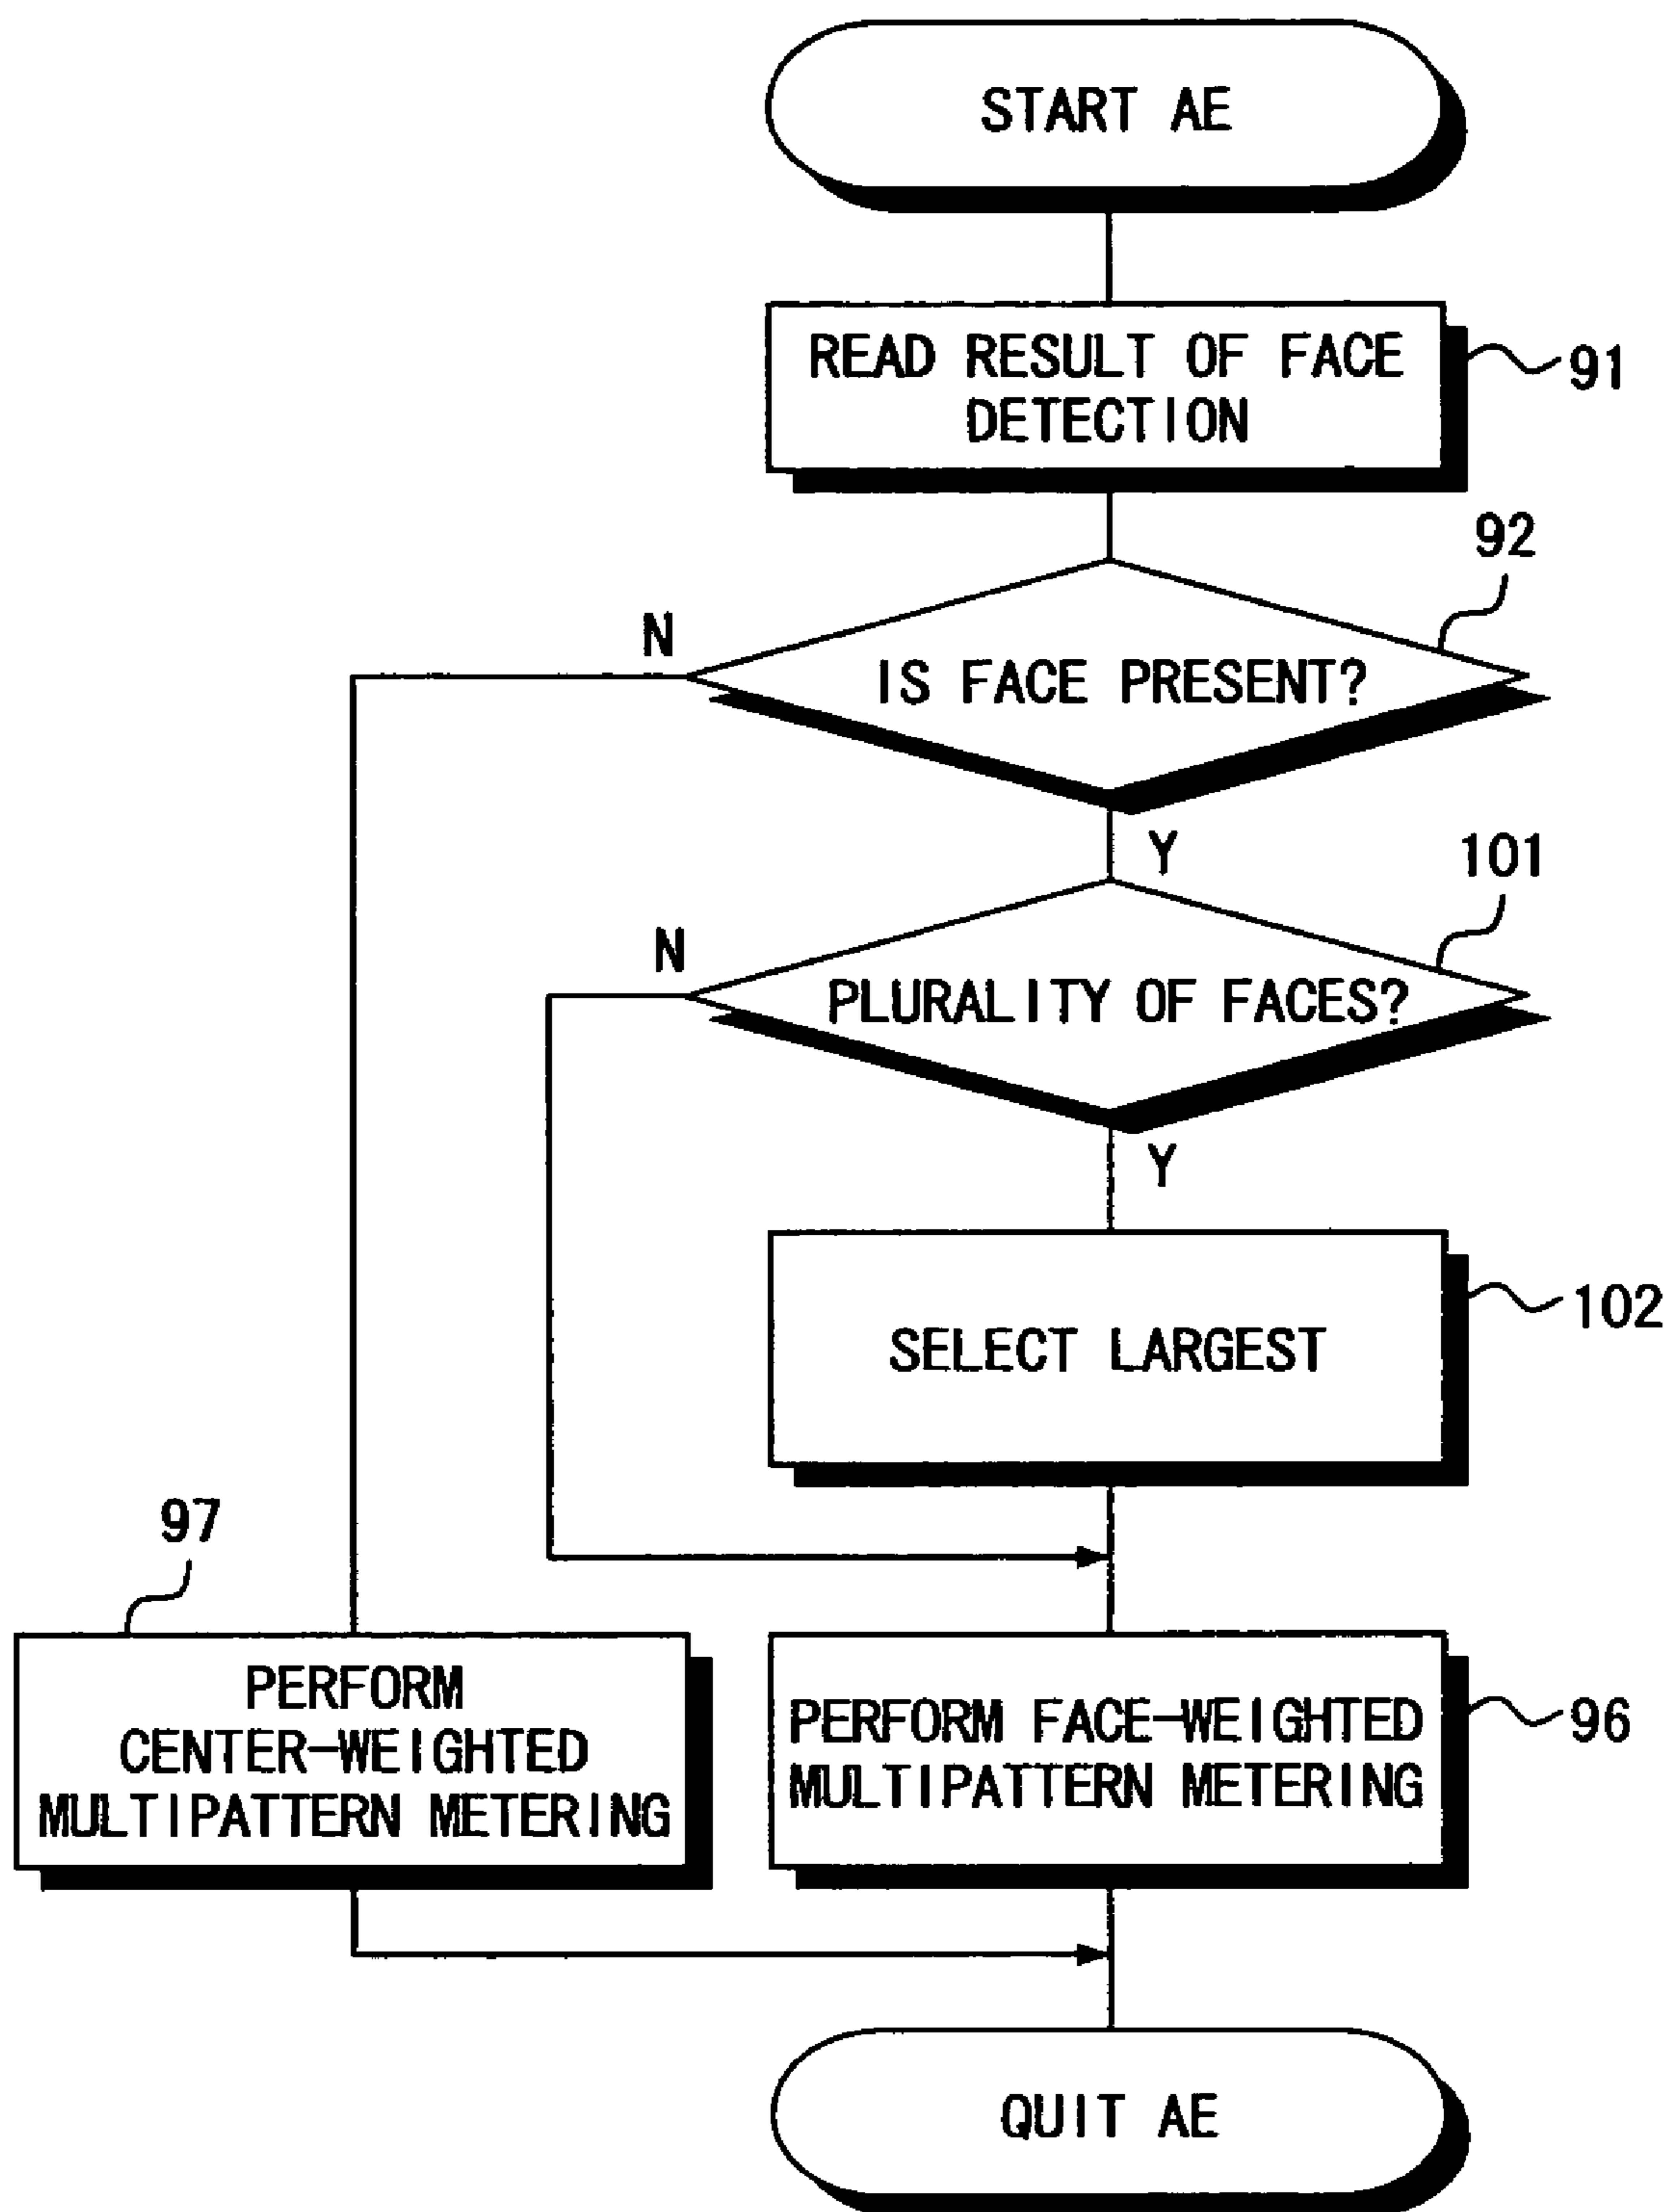 START AE
READ RESULT OF FACE
DETECTION
91
92
IS FACE PRESENT?
N
Y
101
PLURALITY OF FACES?
N
Y
SELECT LARGEST
102
97
PERFORM
CENTER-WEIGHTED
MULTIPATTERN METERING
PERFORM FACE-WEIGHTED
MULTIPATTERN METERING
96
QUIT AE